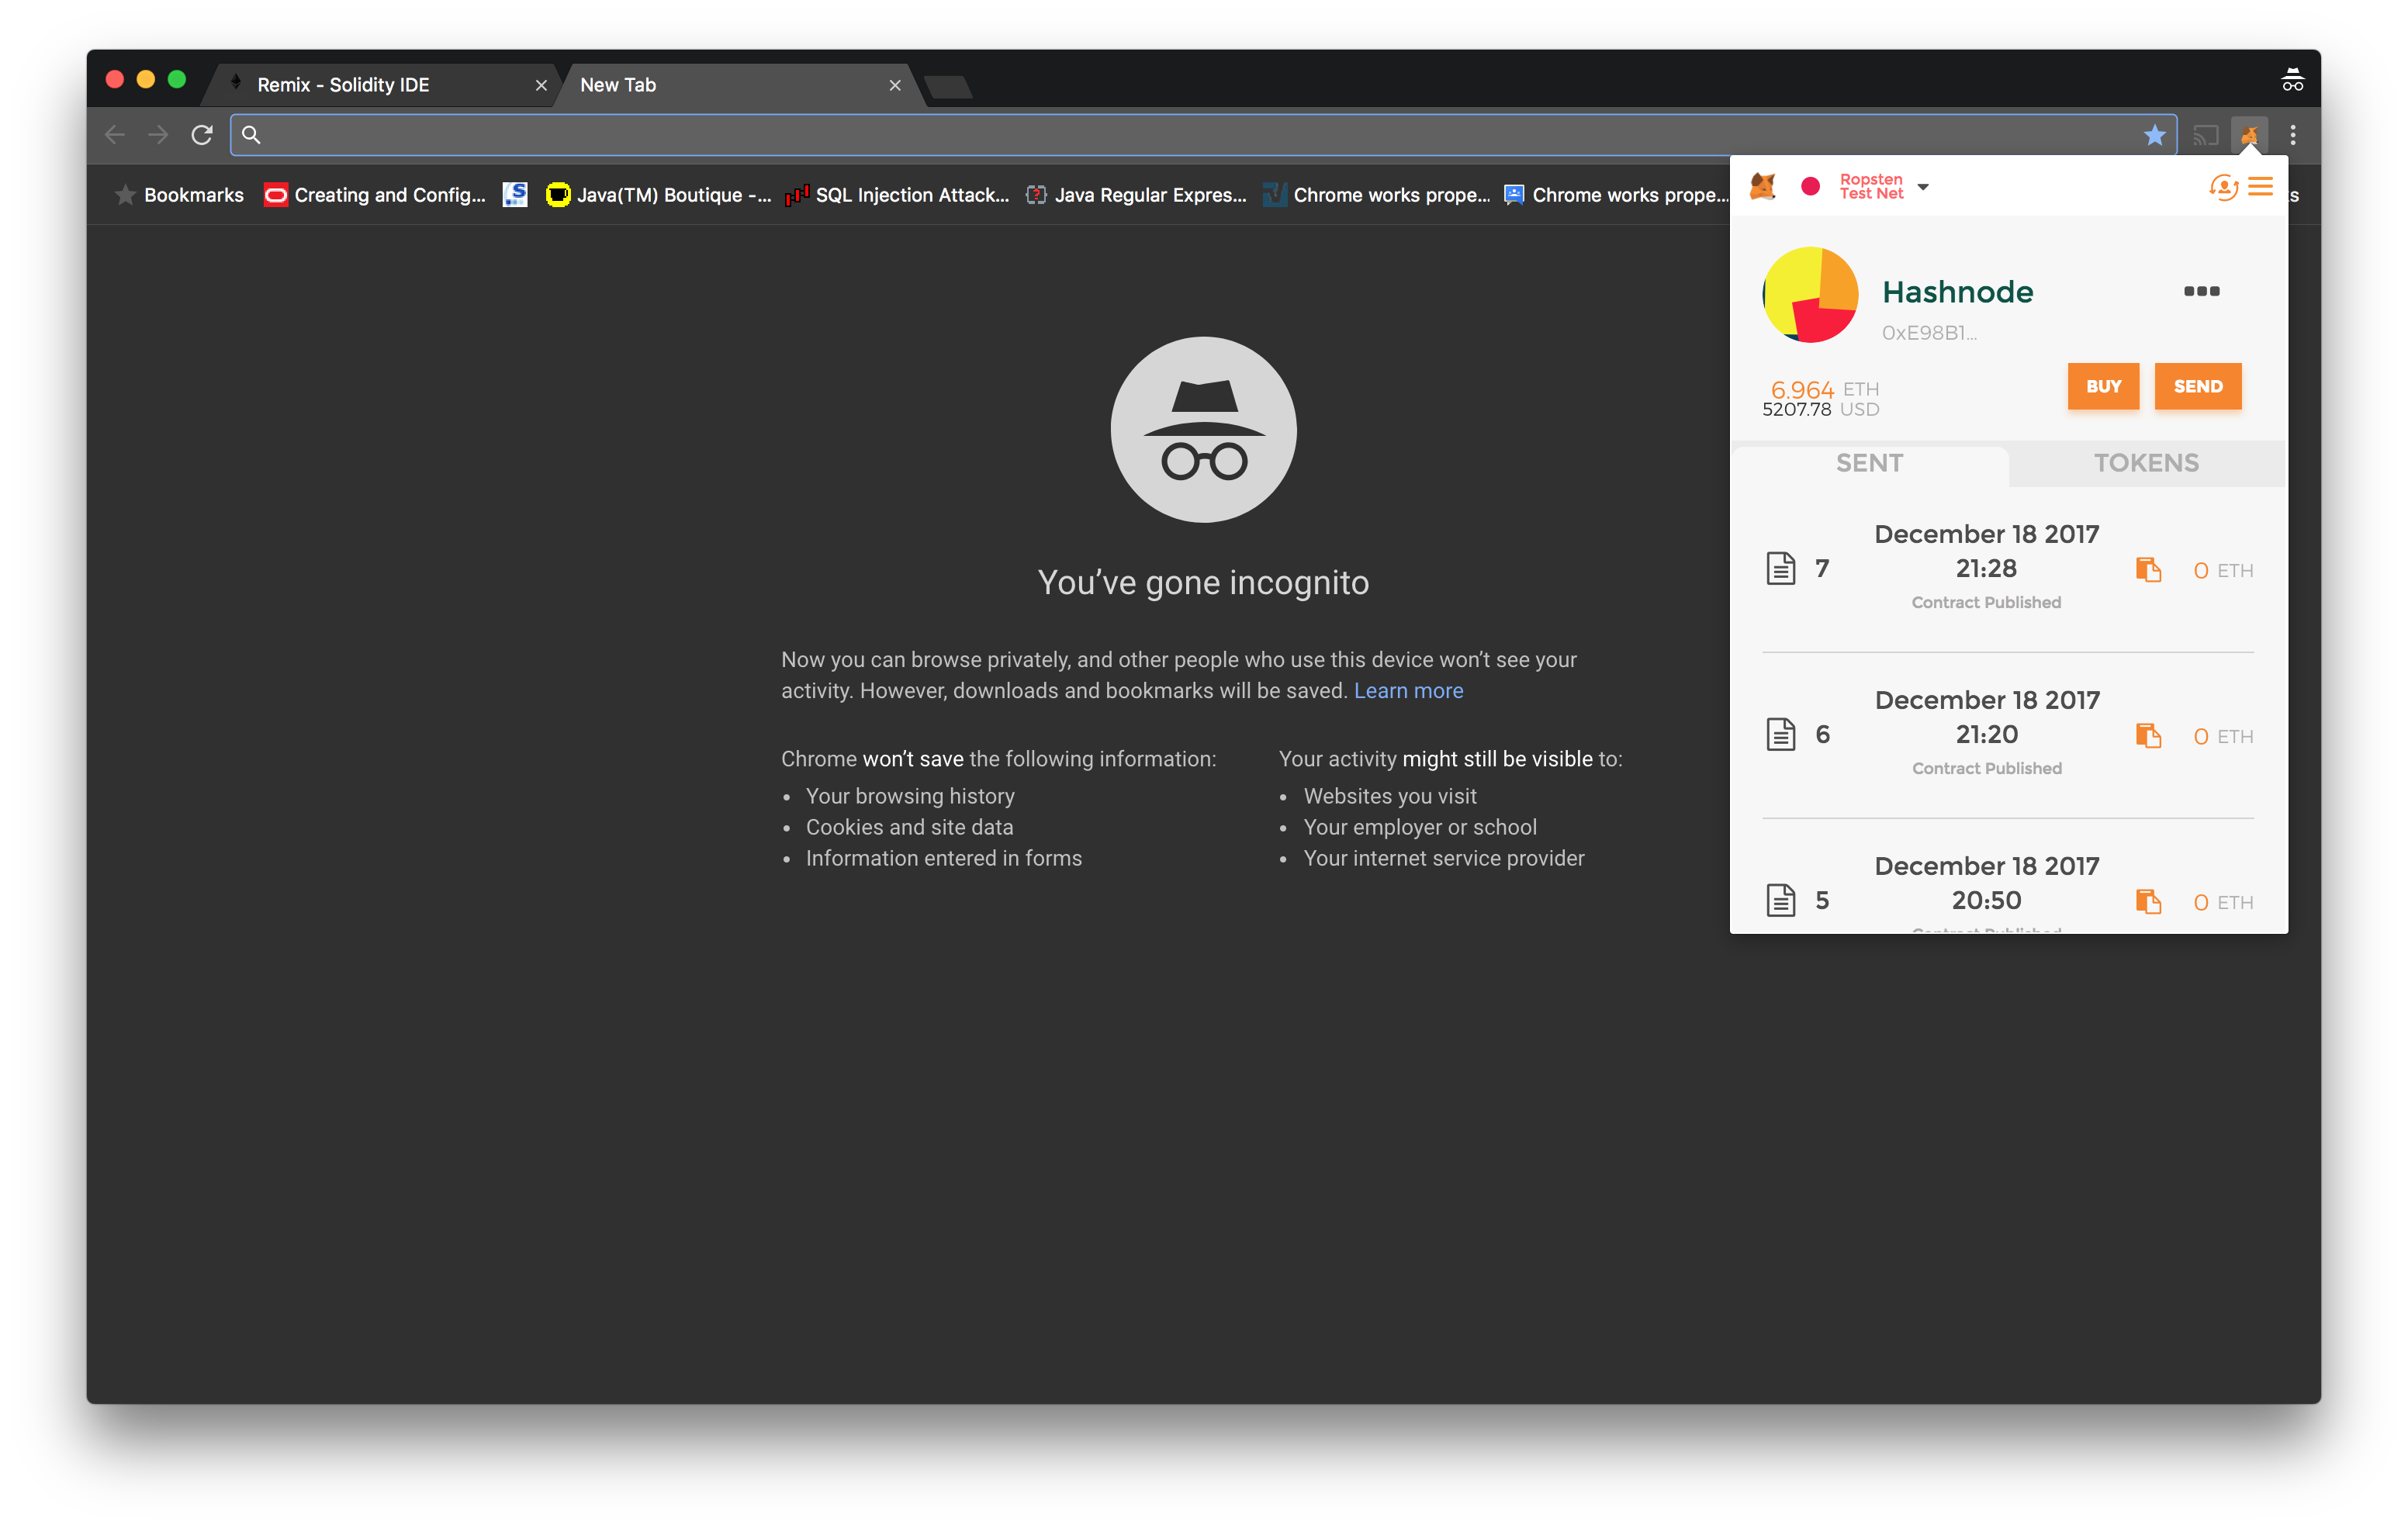 Remix - Solidity IDE
New Tab
Bookmarks
Creating and Config...
S
Java(TM) Boutique -...
SQL Injection Attack...
Java Regular Expres...
Chrome works prope...
Chrome works prope...
s
You’ve gone incognito
Now you can browse privately, and other people who use this device won’t see your
activity. However, downloads and bookmarks will be saved. Learn more
Chrome won’t save the following information:
• Your browsing history
• Cookies and site data
• Information entered in forms
Your activity might still be visible to:
• Websites you visit
• Your employer or school
• Your internet service provider
Ropsten
Test Net
Hashnode
0xE98B1...
6.964 ETH
5207.78 USD
BUY
SEND
SENT
TOKENS
December 18 2017
7 21:28 0 ETH
Contract Published
December 18 2017
6 21:20 0 ETH
Contract Published
December 18 2017
5 20:50 0 ETH